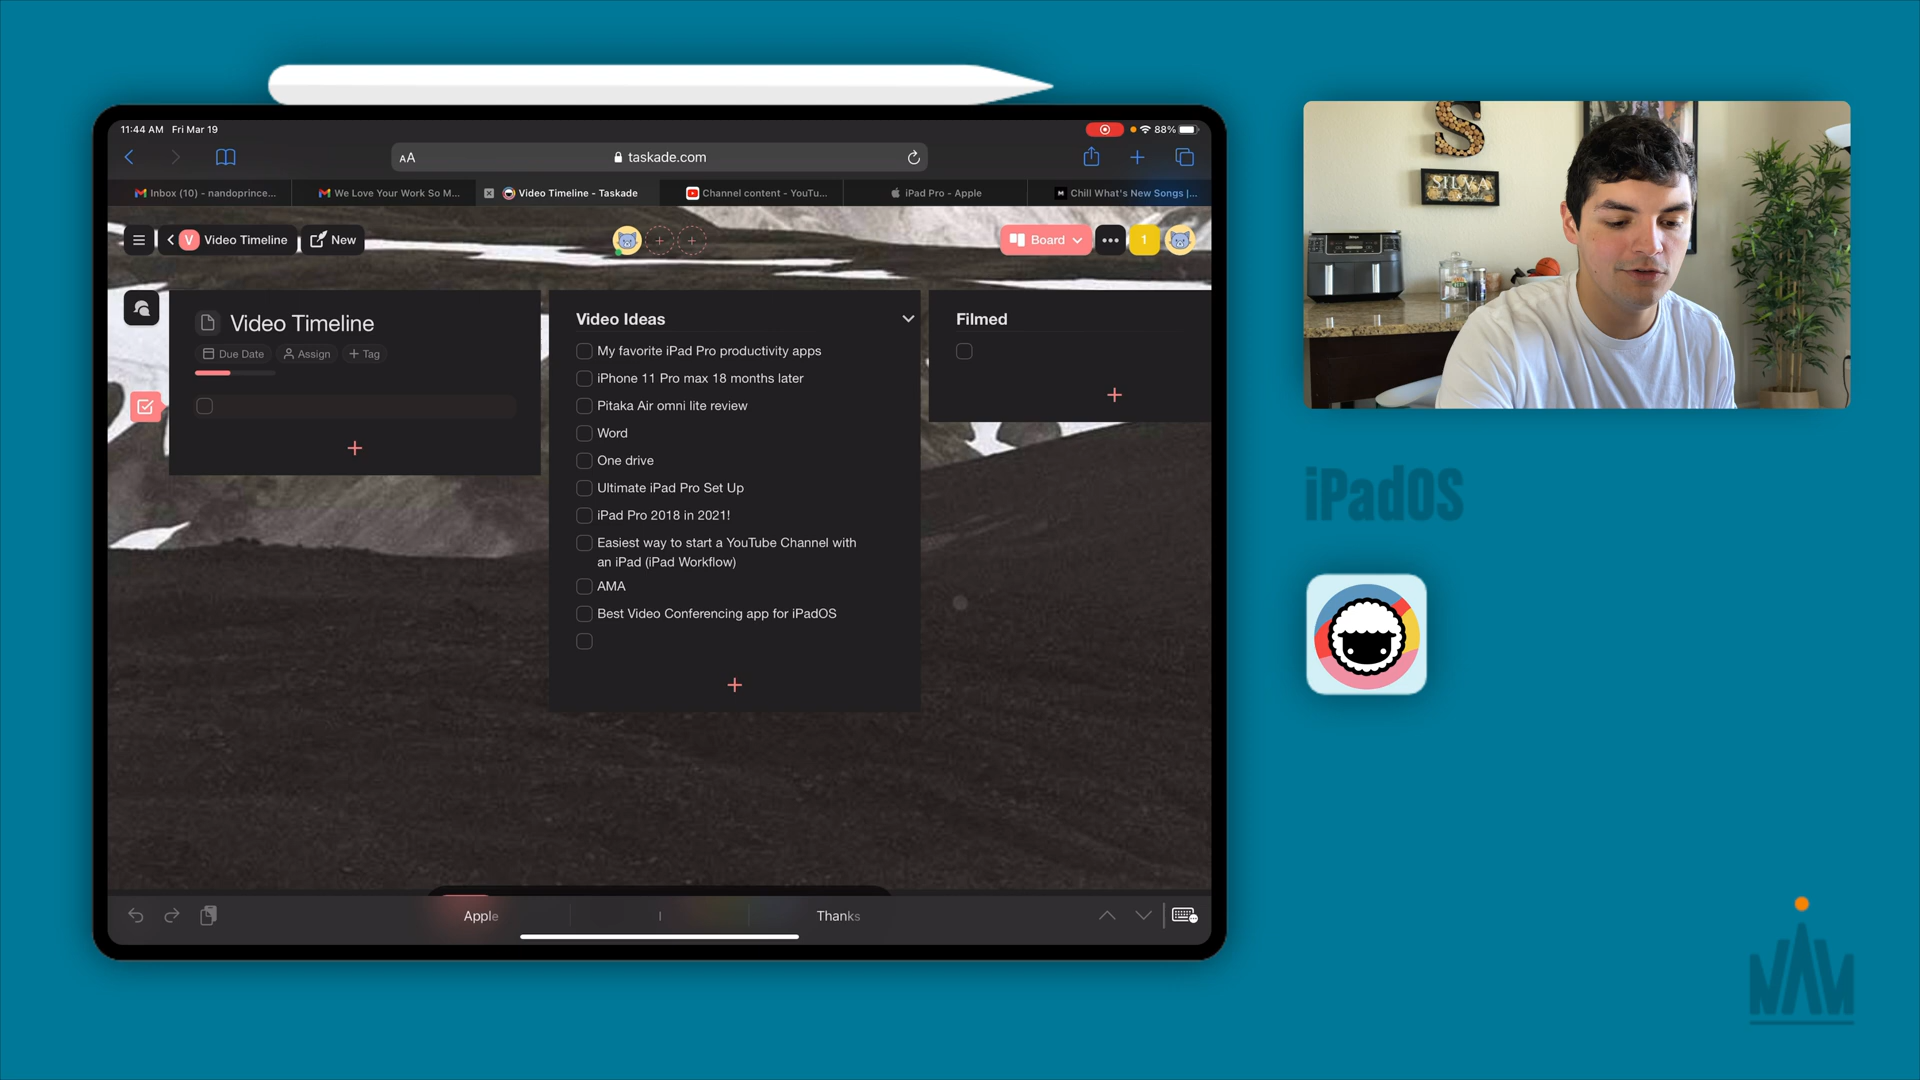 11:44 AM Fri Mar 19
88%
AA
taskade.com
Inbox (10) - nandoprince...
We Love Your Work So M...
Video Timeline - Taskade
Channel content - YouTu...
iPad Pro - Apple
Chill What's New Songs |...
V Video Timeline
New
Board
1
Video Timeline
Due Date
Assign
+ Tag
Video Ideas
My favorite iPad Pro productivity apps
iPhone 11 Pro max 18 months later
Pitaka Air omni lite review
Word
One drive
Ultimate iPad Pro Set Up
iPad Pro 2018 in 2021!
Easiest way to start a YouTube Channel with
an iPad (iPad Workflow)
AMA
Best Video Conferencing app for iPadOS
Filmed
Apple
I
Thanks
S
SILVA
iPadOS